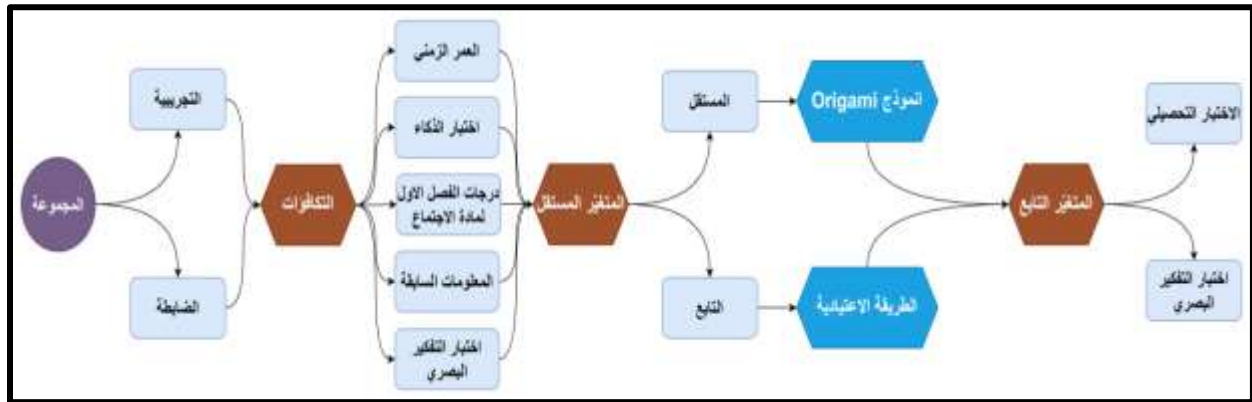 المجموعة
التجريبية
الضابطة
التكافؤات
العمر الزمني
اختبار الذكاء
درجات الفصل الاول
لمادة الاجتماع
المعلومات السابقة
اختبار التفكير
البصري
المتغير المستقل
المستقل
التابع
انموذج Origami
الطريقة الاعتيادية
المتغير التابع
الاختبار التحصيلي
اختبار التفكير
البصري